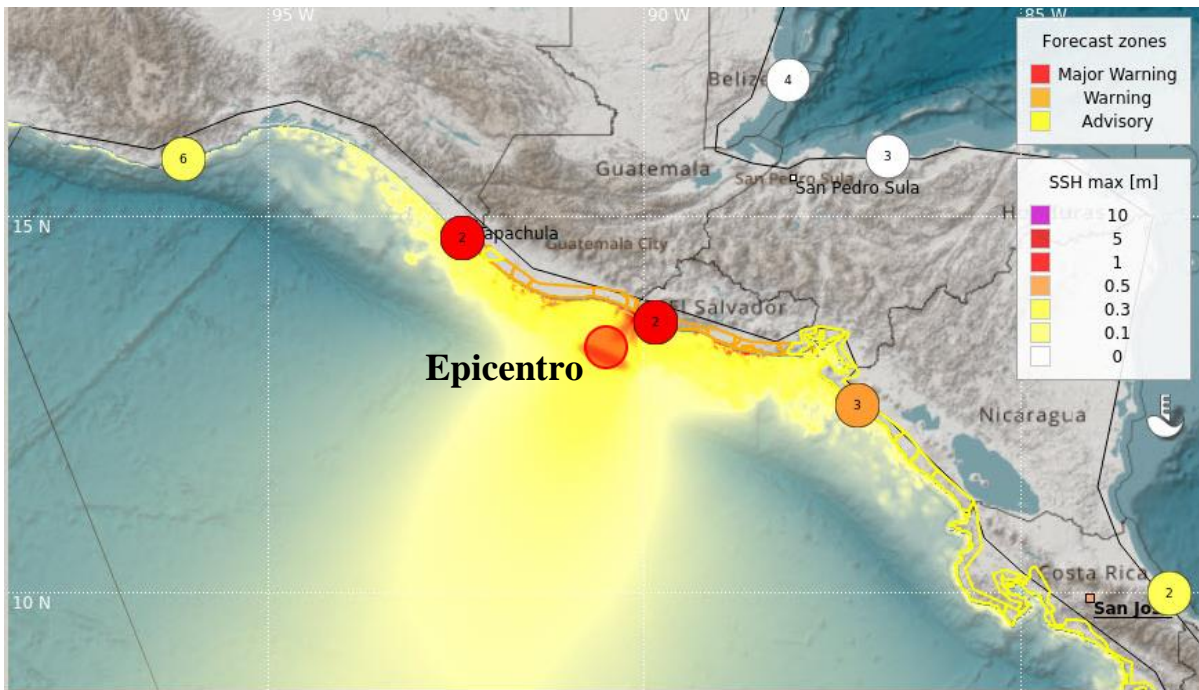 95 W
90 W
85 W
Forecast zones
Major Warning
Warning
Advisory
Belize
4
6
3
Guatemala
San Pedro Sula
San Pedro Sula
SSH max [m]
10
5
1
0.5
0.3
0.1
0
15 N
2
Tapachula
Guatemala City
El Salvador
2
Epicentro
3
Nicaragua
Costa Rica
2
10 N
San José